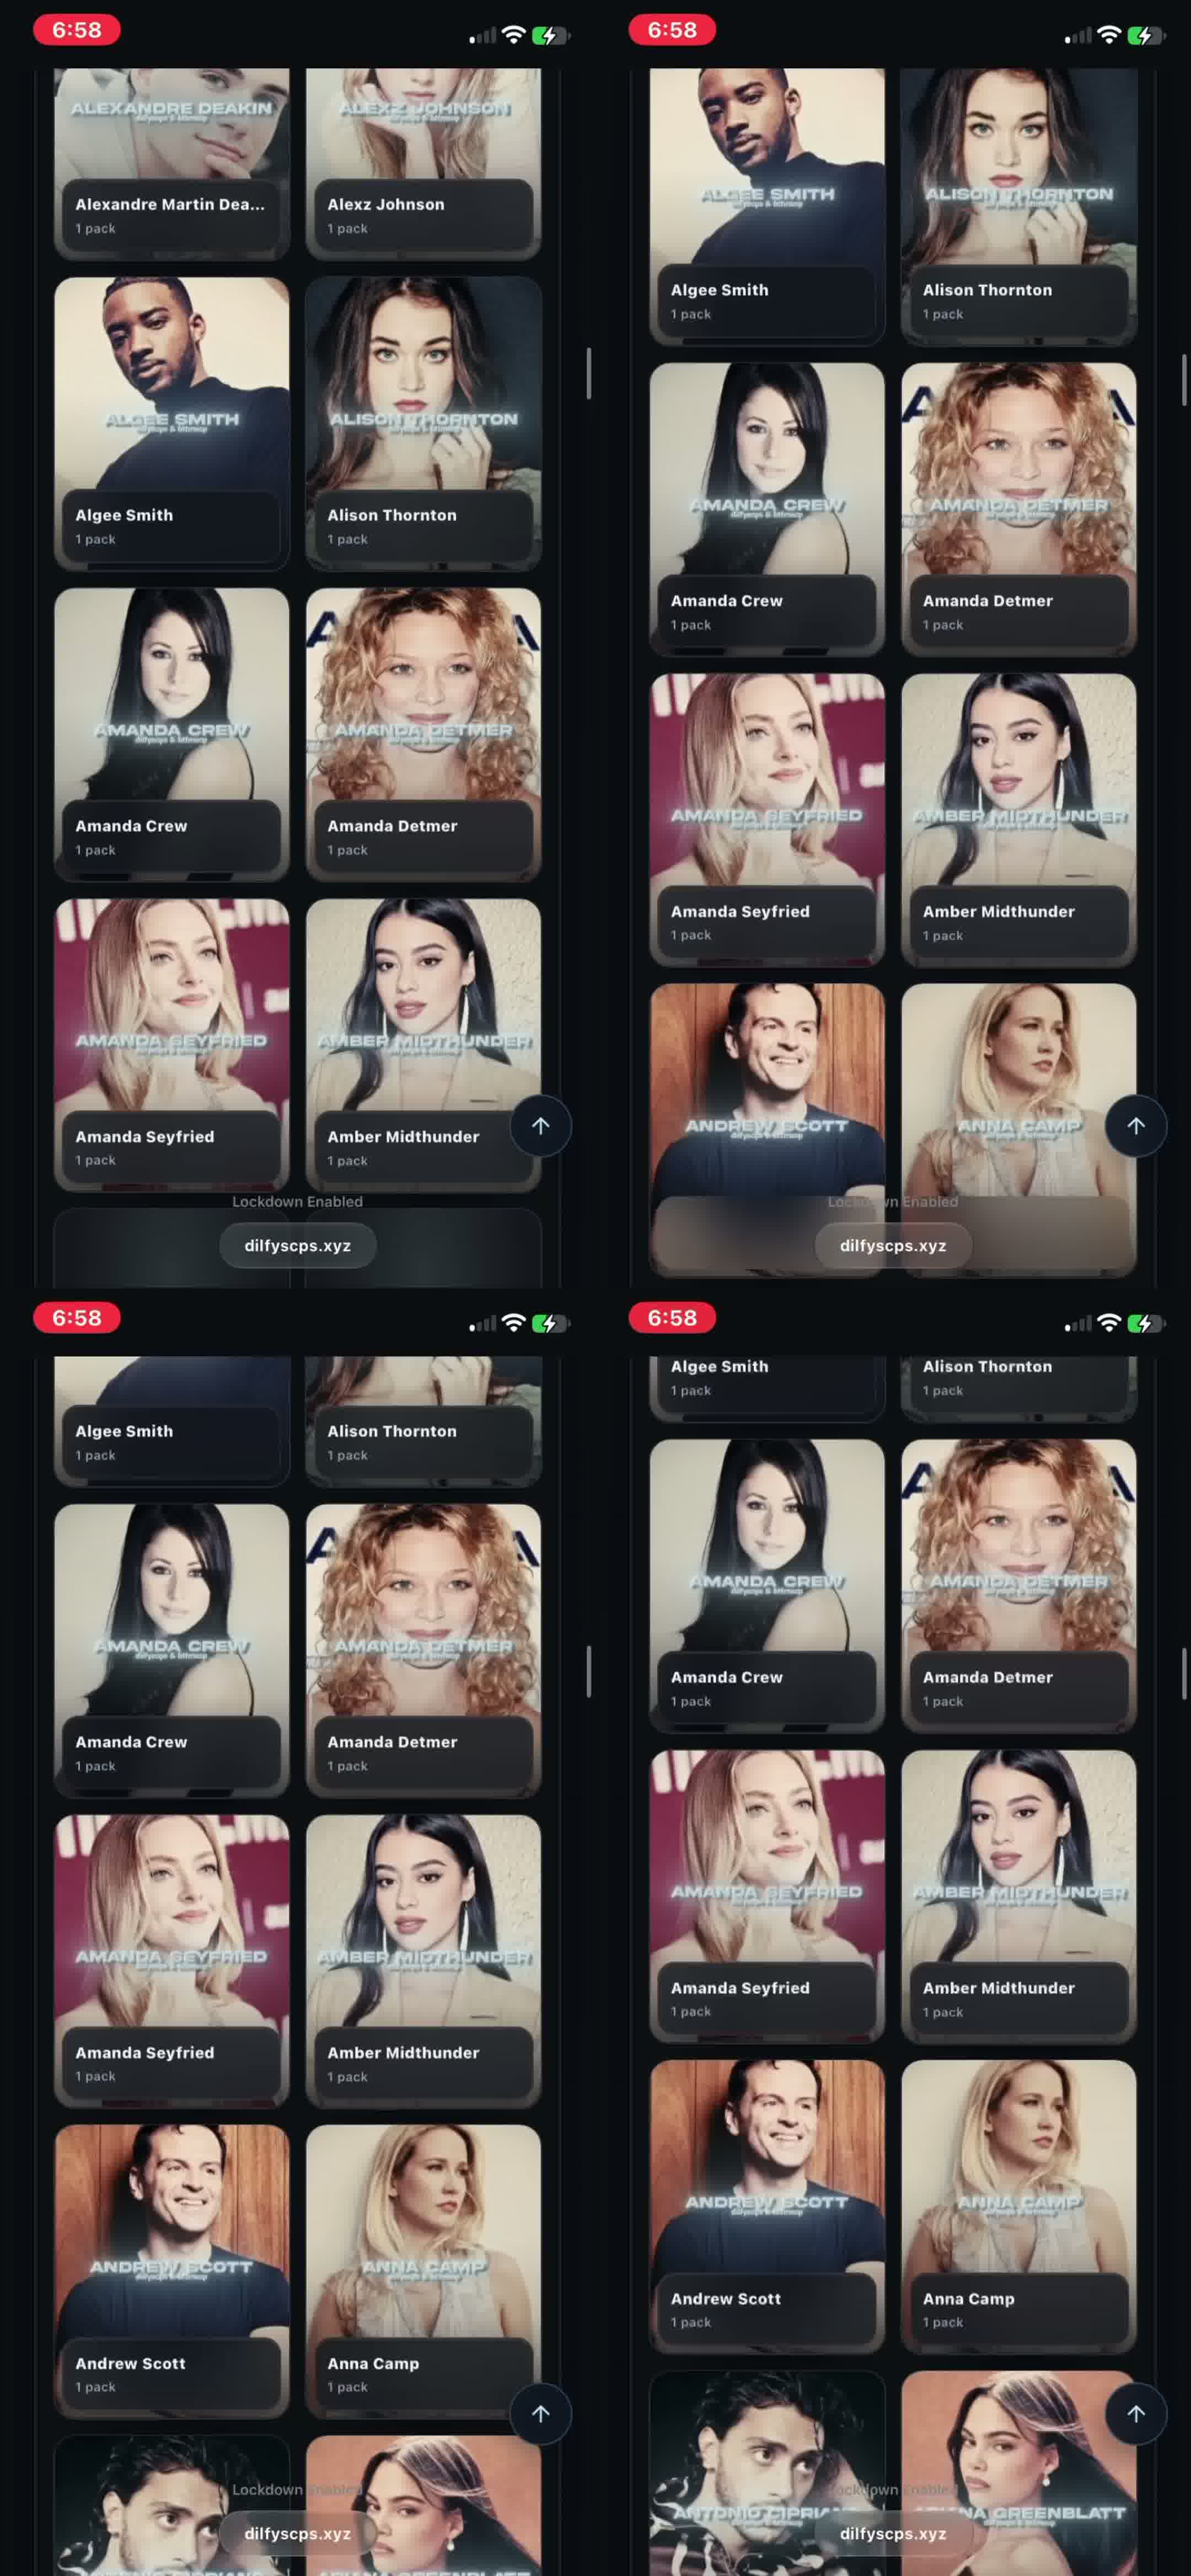 6:58
ALEXANDRE DEAKIN
ALEXZ JOHNSON
Alexandre Martin Dea...
Alexz Johnson
1 pack
1 pack
ALGEE SMITH
ALISON THORNTON
Algee Smith
Alison Thornton
1 pack
1 pack
AMANDA CREW
AMANDA DETMER
Amanda Crew
Amanda Detmer
1 pack
1 pack
AMANDA SEYFRIED
AMBER MIDTHUNDER
Amanda Seyfried
Amber Midthunder
1 pack
1 pack
Lockdown Enabled
dilfyscps.xyz
6:58
ALGEE SMITH
ALISON THORNTON
Algee Smith
Alison Thornton
1 pack
1 pack
AMANDA CREW
AMANDA DETMER
Amanda Crew
Amanda Detmer
1 pack
1 pack
AMANDA SEYFRIED
AMBER MIDTHUNDER
Amanda Seyfried
Amber Midthunder
1 pack
1 pack
ANDREW SCOTT
ANNA CAMP
Lockdown Enabled
dilfyscps.xyz
6:58
Algee Smith
Alison Thornton
1 pack
1 pack
AMANDA CREW
AMANDA DETMER
Amanda Crew
Amanda Detmer
1 pack
1 pack
AMANDA SEYFRIED
AMBER MIDTHUNDER
Amanda Seyfried
Amber Midthunder
1 pack
1 pack
ANDREW SCOTT
ANNA CAMP
Andrew Scott
Anna Camp
1 pack
1 pack
Lockdown Enabled
dilfyscps.xyz
6:58
Algee Smith
Alison Thornton
1 pack
1 pack
AMANDA CREW
AMANDA DETMER
Amanda Crew
Amanda Detmer
1 pack
1 pack
AMANDA SEYFRIED
AMBER MIDTHUNDER
Amanda Seyfried
Amber Midthunder
1 pack
1 pack
ANDREW SCOTT
ANNA CAMP
Andrew Scott
Anna Camp
1 pack
1 pack
ANTONIO
GREENBLATT
Lockdown Enabled
dilfyscps.xyz